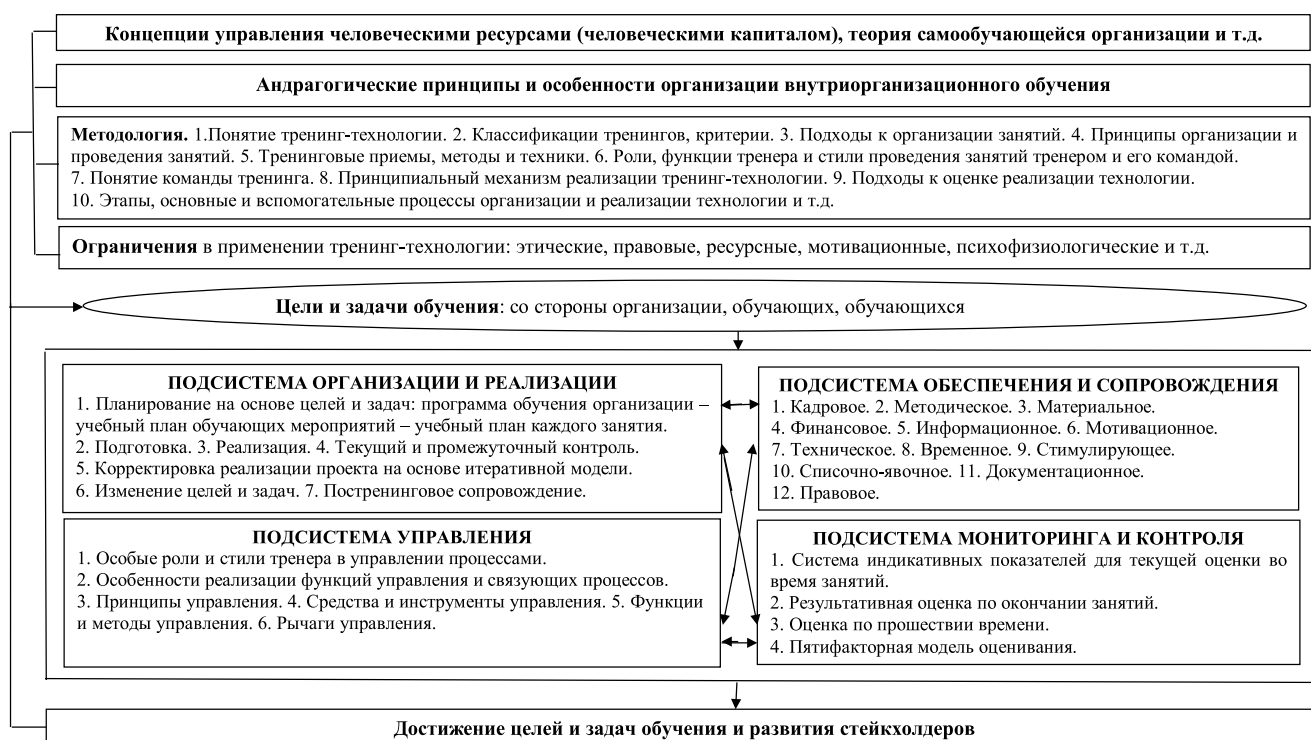 Концепции управления человеческими ресурсами (человеческими капиталом), теория самообучающейся организации и т.д.
Андрагогические принципы и особенности организации внутриорганизационного обучения
Методология. 1.Понятие тренинг-технологии. 2. Классификации тренингов, критерии. 3. Подходы к организации занятий. 4. Принципы организации и
проведения занятий. 5. Тренинговые приемы, методы и техники. 6. Роли, функции тренера и стили проведения занятий тренером и его командой.
7. Понятие команды тренинга. 8. Принципиальный механизм реализации тренинг-технологии. 9. Подходы к оценке реализации технологии.
10. Этапы, основные и вспомогательные процессы организации и реализации технологии и т.д.
Ограничения в применении тренинг-технологии: этические, правовые, ресурсные, мотивационные, психофизиологические и т.д.
Цели и задачи обучения: со стороны организации, обучающих, обучающихся
ПОДСИСТЕМА ОРГАНИЗАЦИИ И РЕАЛИЗАЦИИ
1. Планирование на основе целей и задач: программа обучения организации –
учебный план обучающих мероприятий – учебный план каждого занятия.
2. Подготовка. 3. Реализация. 4. Текущий и промежуточный контроль.
5. Корректировка реализации проекта на основе итеративной модели.
6. Изменение целей и задач. 7. Постренинговое сопровождение.
ПОДСИСТЕМА ОБЕСПЕЧЕНИЯ И СОПРОВОЖДЕНИЯ
1. Кадровое. 2. Методическое. 3. Материальное.
4. Финансовое. 5. Информационное. 6. Мотивационное.
7. Техническое. 8. Временное. 9. Стимулирующее.
10. Списочно-явочное. 11. Документационное.
12. Правовое.
ПОДСИСТЕМА УПРАВЛЕНИЯ
1. Особые роли и стили тренера в управлении процессами.
2. Особенности реализации функций управления и связующих процессов.
3. Принципы управления. 4. Средства и инструменты управления. 5. Функции
и методы управления. 6. Рычаги управления.
ПОДСИСТЕМА МОНИТОРИНГА И КОНТРОЛЯ
1. Система индикативных показателей для текущей оценки во
время занятий.
2. Результативная оценка по окончании занятий.
3. Оценка по прошествии времени.
4. Пятифакторная модель оценивания.
Достижение целей и задач обучения и развития стейкхолдеров